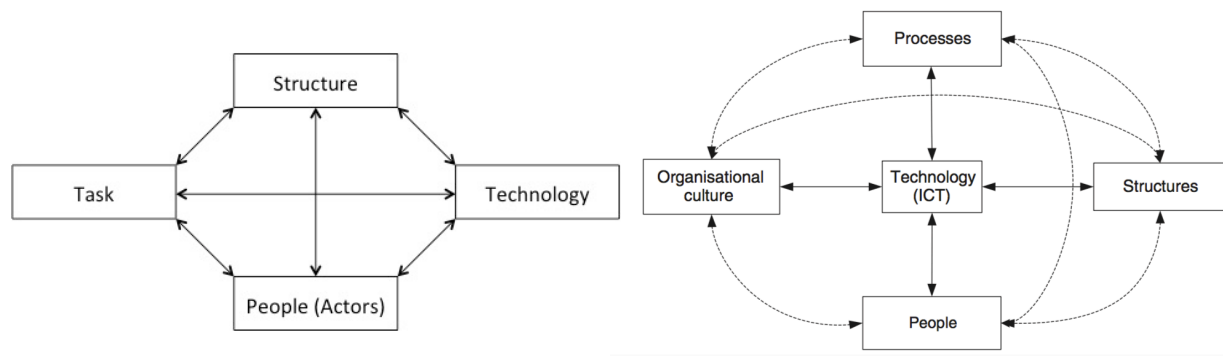 Structure
Task
Technology
People (Actors)
Processes
Organisational
culture
Technology
(ICT)
Structures
People